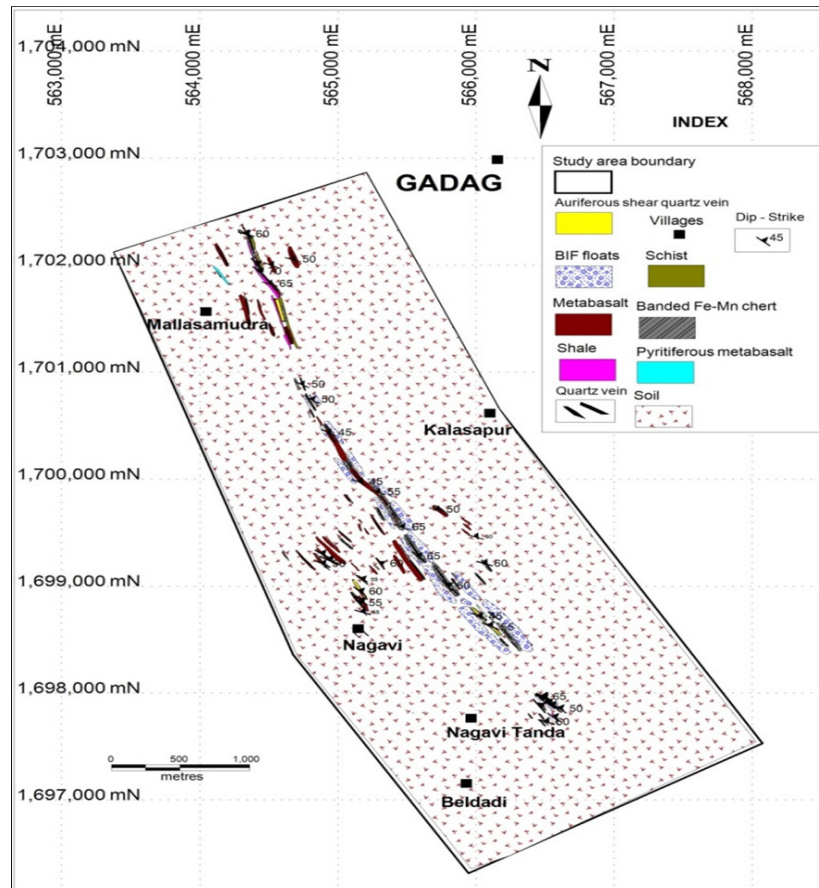 1,704,000 mN
563,000 mE
564,000 mE
565,000 mE
566,000 mE
567,000 mE
568,000 mE
N
INDEX
1,703,000 mN
GADAG
Study area boundary
Auriferous shear quartz vein
Villages
Dip - Strike
45
BIF floats
Schist
Metabasalt
Banded Fe-Mn chert
Shale
Pyritiferous metabasalt
Quartz vein
Soil
60
1,702,000 mN
50
70
65
Mallasamudra
1,701,000 mN
50
50
Kalasapur
45
1,700,000 mN
45
55
50
65
65
60
60
1,699,000 mN
60
60
55
45
Nagavi
1,698,000 mN
65
50
60
Nagavi Tanda
0 500 1,000
metres
1,697,000 mN
Beldadi